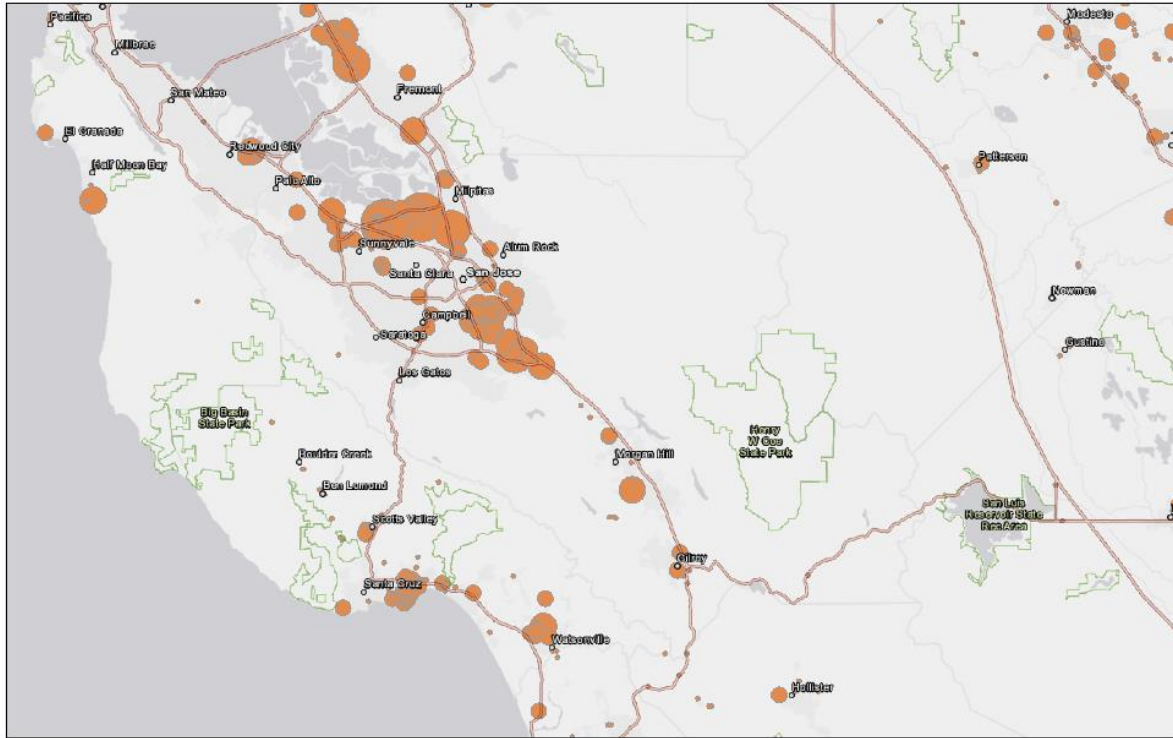 Pacifica
Modesto
Millbrae
San Mateo
Fremont
El Granada
Redwood City
Half Moon Bay
Palo Alto
Patterson
Milpitas
Sunnyvale
Alum Rock
Santa Clara
San Jose
Newman
Campbell
Saratoga
Gustine
Los Gatos
Big Basin
State Park
Henry
W Coe
State Park
Boulder Creek
Morgan Hill
Ben Lomond
San Luis
Reservoir State
Rec Area
Scotts Valley
Gilroy
Santa Cruz
Watsonville
Hollister